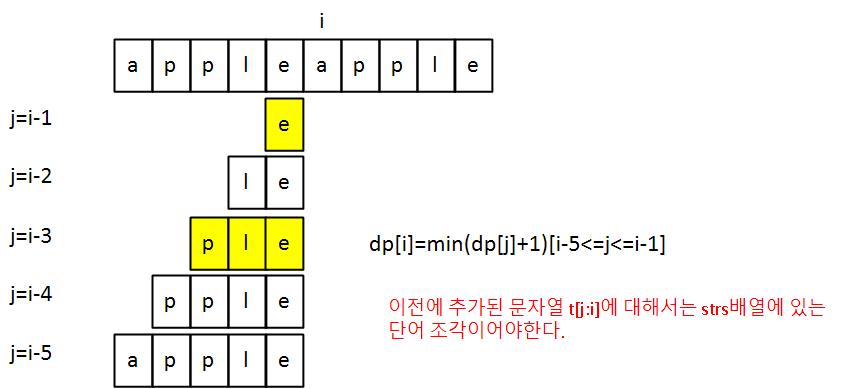 i
a p p l e a p p l e
j=i-1
e
j=i-2
l e
j=i-3
p l e
dp[i]=min(dp[j]+1)[i-5<=j<=i-1]
j=i-4
p p l e
이전에 추가된 문자열 t[j:i]에 대해서는 strs배열에 있는
단어 조각이어야한다.
j=i-5
a p p l e